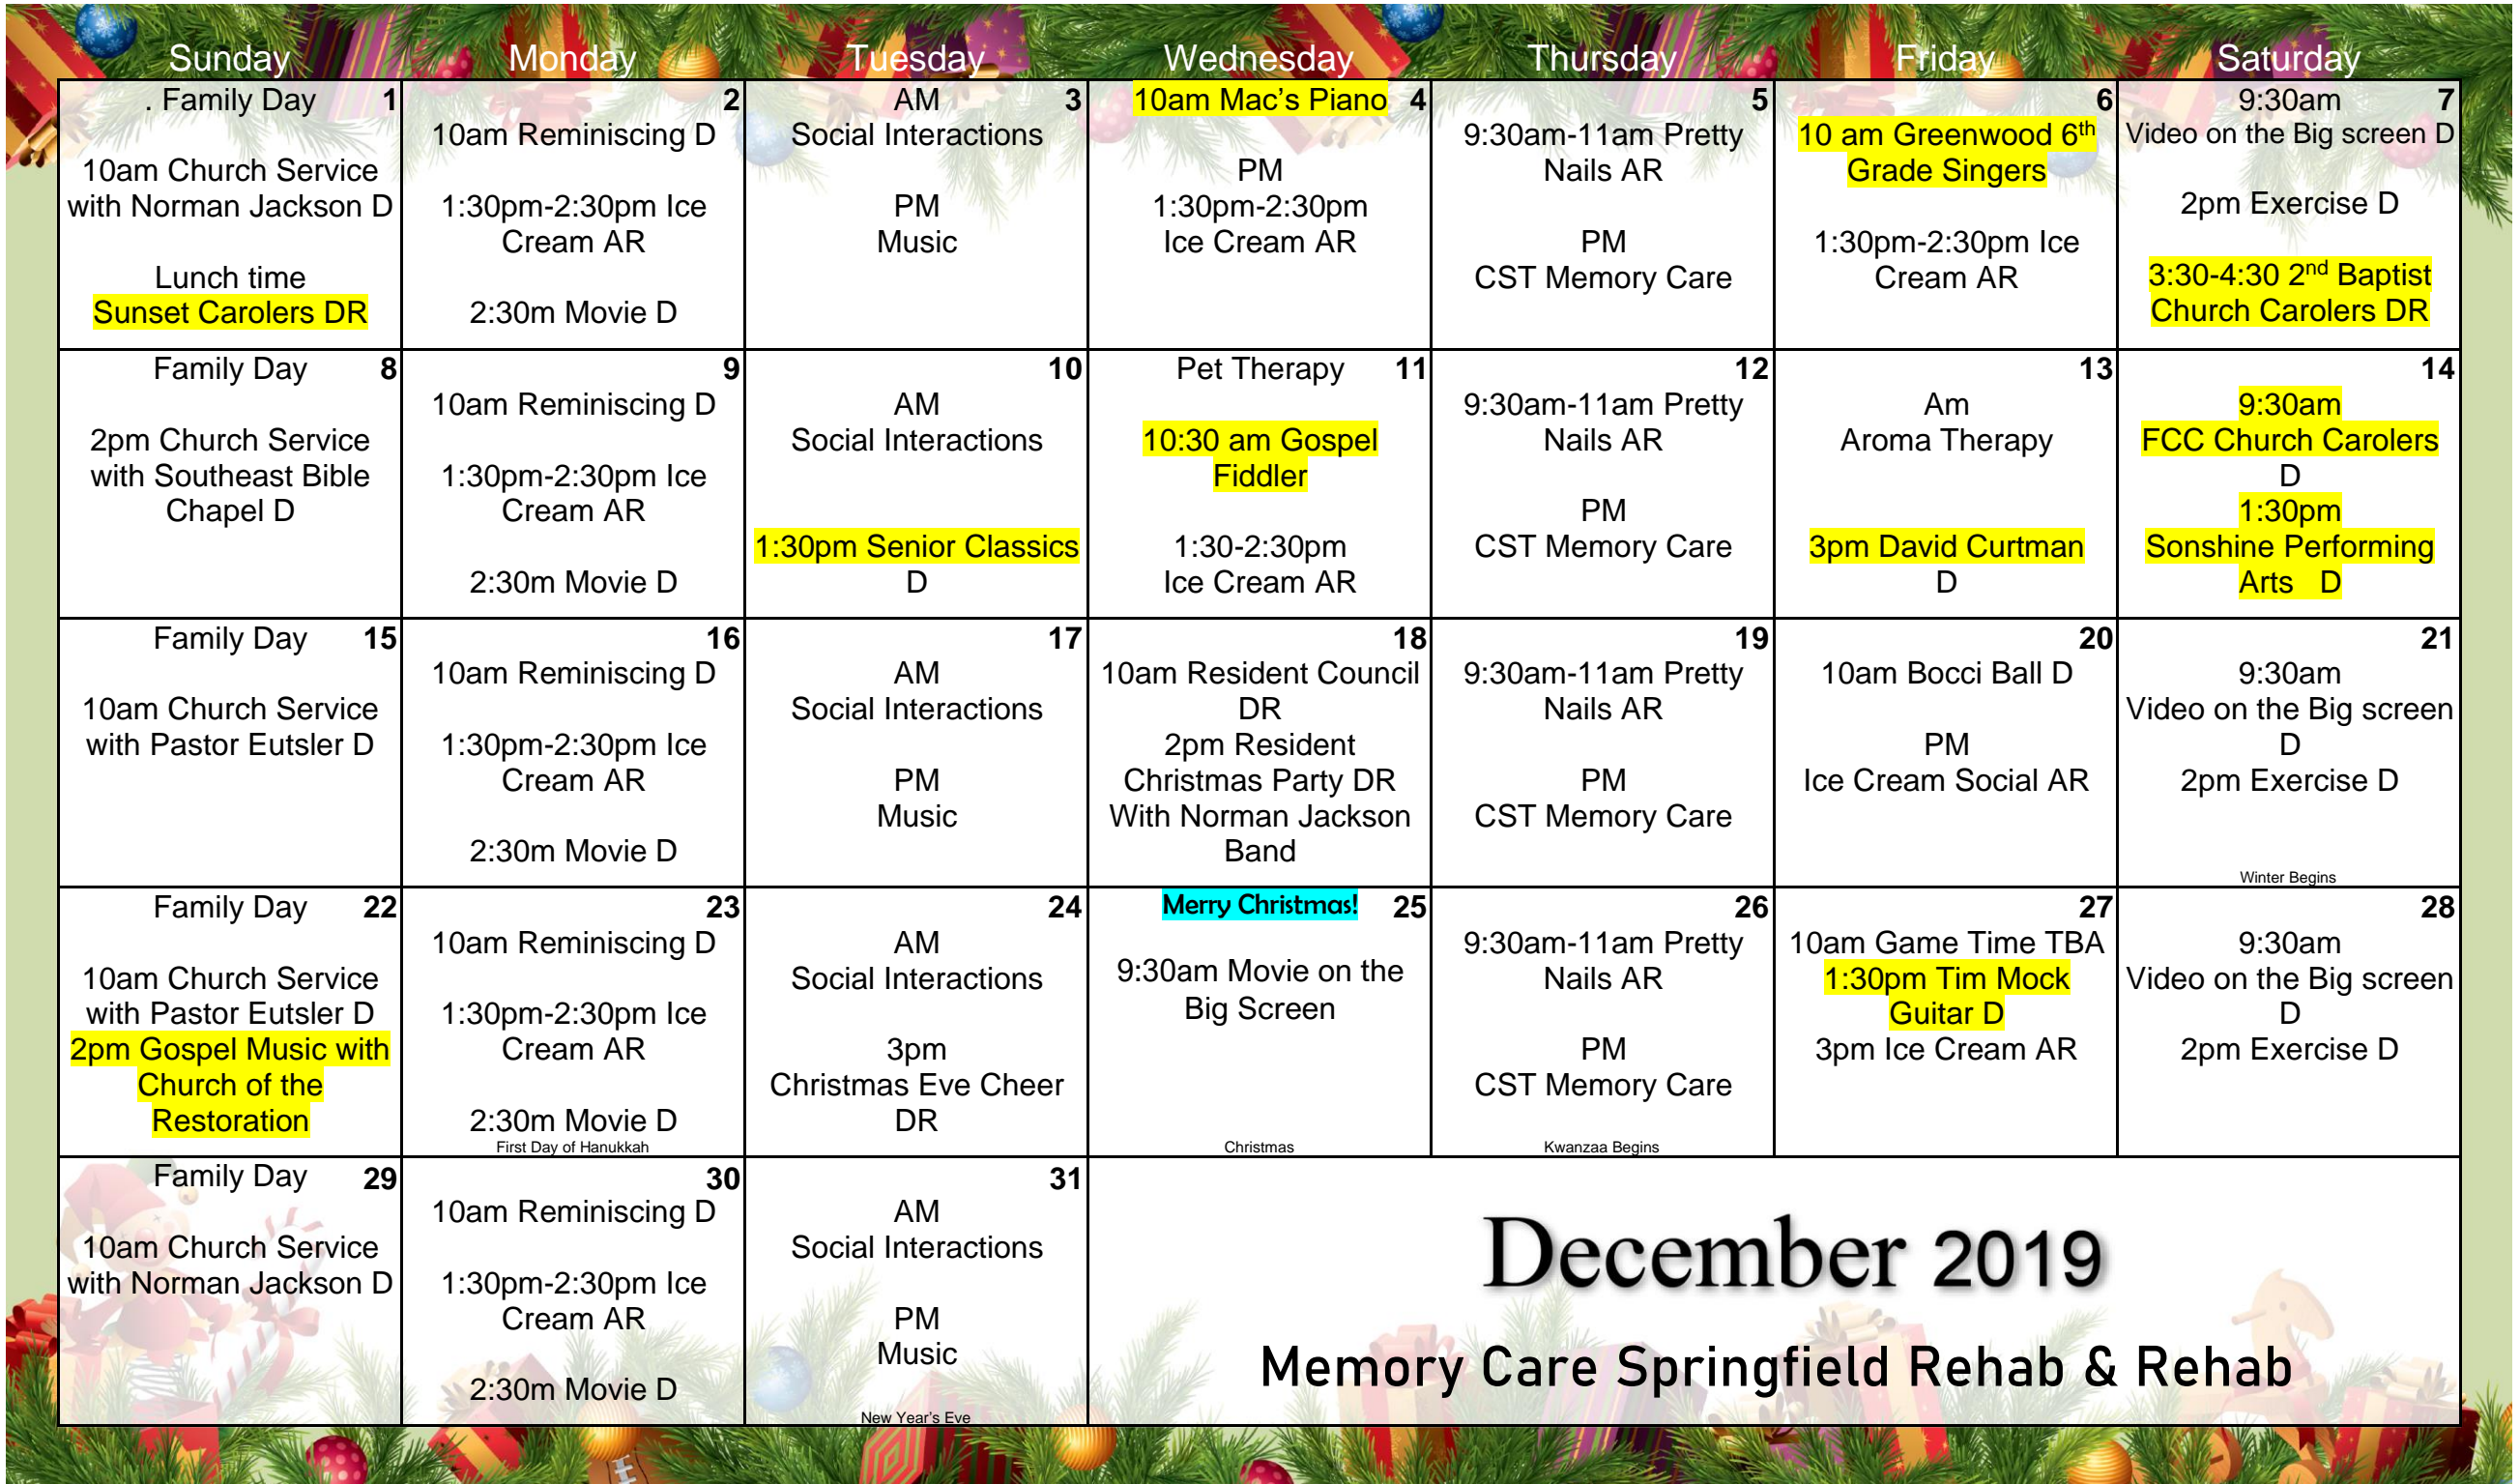 Sunday Monday Tuesday Wednesday Thursday Friday Saturday
. Family Day 1
10am Church Service
with Norman Jackson D
Lunch time
Sunset Carolers DR
2
10am Reminiscing D
1:30pm-2:30pm Ice
Cream AR
2:30m Movie D
AM 3
Social Interactions
PM
Music
10am Mac's Piano 4
PM
1:30pm-2:30pm
Ice Cream AR
5
9:30am-11am Pretty
Nails AR
PM
CST Memory Care
6
10 am Greenwood 6th
Grade Singers
1:30pm-2:30pm Ice
Cream AR
9:30am 7
Video on the Big screen D
2pm Exercise D
3:30-4:30 2nd Baptist
Church Carolers DR
Family Day 8
2pm Church Service
with Southeast Bible
Chapel D
9
10am Reminiscing D
1:30pm-2:30pm Ice
Cream AR
2:30m Movie D
10
AM
Social Interactions
1:30pm Senior Classics
D
Pet Therapy 11
10:30 am Gospel
Fiddler
1:30-2:30pm
Ice Cream AR
12
9:30am-11am Pretty
Nails AR
PM
CST Memory Care
13
Am
Aroma Therapy
3pm David Curtman
D
14
9:30am
FCC Church Carolers
D
1:30pm
Sonshine Performing
Arts D
Family Day 15
10am Church Service
with Pastor Eutsler D
16
10am Reminiscing D
1:30pm-2:30pm Ice
Cream AR
2:30m Movie D
17
AM
Social Interactions
PM
Music
18
10am Resident Council
DR
2pm Resident
Christmas Party DR
With Norman Jackson
Band
19
9:30am-11am Pretty
Nails AR
PM
CST Memory Care
20
10am Bocci Ball D
PM
Ice Cream Social AR
21
9:30am
Video on the Big screen
D
2pm Exercise D
Winter Begins
Family Day 22
10am Church Service
with Pastor Eutsler D
2pm Gospel Music with
Church of the
Restoration
23
10am Reminiscing D
1:30pm-2:30pm Ice
Cream AR
2:30m Movie D
First Day of Hanukkah
24
AM
Social Interactions
3pm
Christmas Eve Cheer
DR
Merry Christmas! 25
9:30am Movie on the
Big Screen
Christmas
26
9:30am-11am Pretty
Nails AR
PM
CST Memory Care
Kwanzaa Begins
27
10am Game Time TBA
1:30pm Tim Mock
Guitar D
3pm Ice Cream AR
28
9:30am
Video on the Big screen
D
2pm Exercise D
Family Day 29
10am Church Service
with Norman Jackson D
30
10am Reminiscing D
1:30pm-2:30pm Ice
Cream AR
2:30m Movie D
31
AM
Social Interactions
PM
Music
New Year's Eve
December 2019
Memory Care Springfield Rehab & Rehab